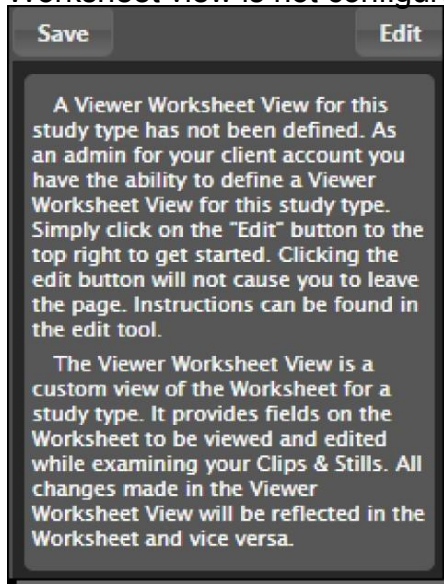 Worksheet view is not configur
Save Edit
A Viewer Worksheet View for this
study type has not been defined. As
an admin for your client account you
have the ability to define a Viewer
Worksheet View for this study type.
Simply click on the "Edit" button to the
top right to get started. Clicking the
edit button will not cause you to leave
the page. Instructions can be found in
the edit tool.
The Viewer Worksheet View is a
custom view of the Worksheet for a
study type. It provides fields on the
Worksheet to be viewed and edited
while examining your Clips & Stills. All
changes made in the Viewer
Worksheet View will be reflected in the
Worksheet and vice versa.